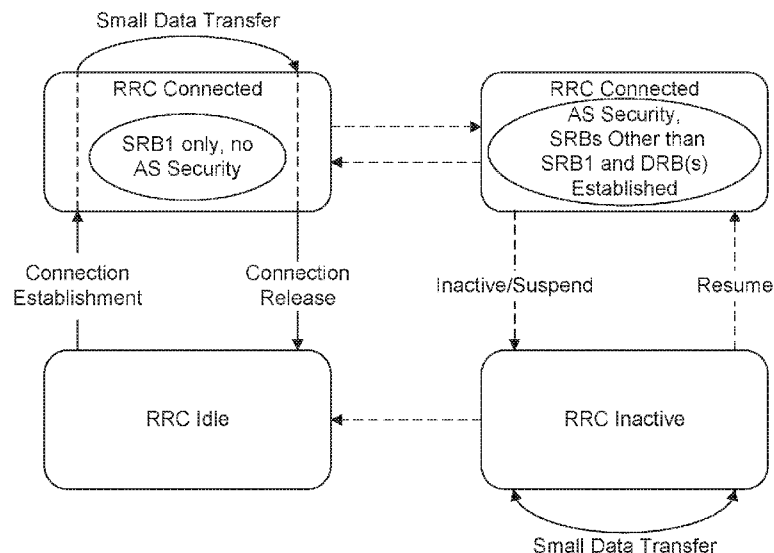 Small Data Transfer
RRC Connected
SRB1 only, no
AS Security
RRC Connected
AS Security,
SRBs Other than
SRB1 and DRB(s)
Established
Connection
Establishment
Connection
Release
Inactive/Suspend
Resume
RRC Idle
RRC Inactive
Small Data Transfer